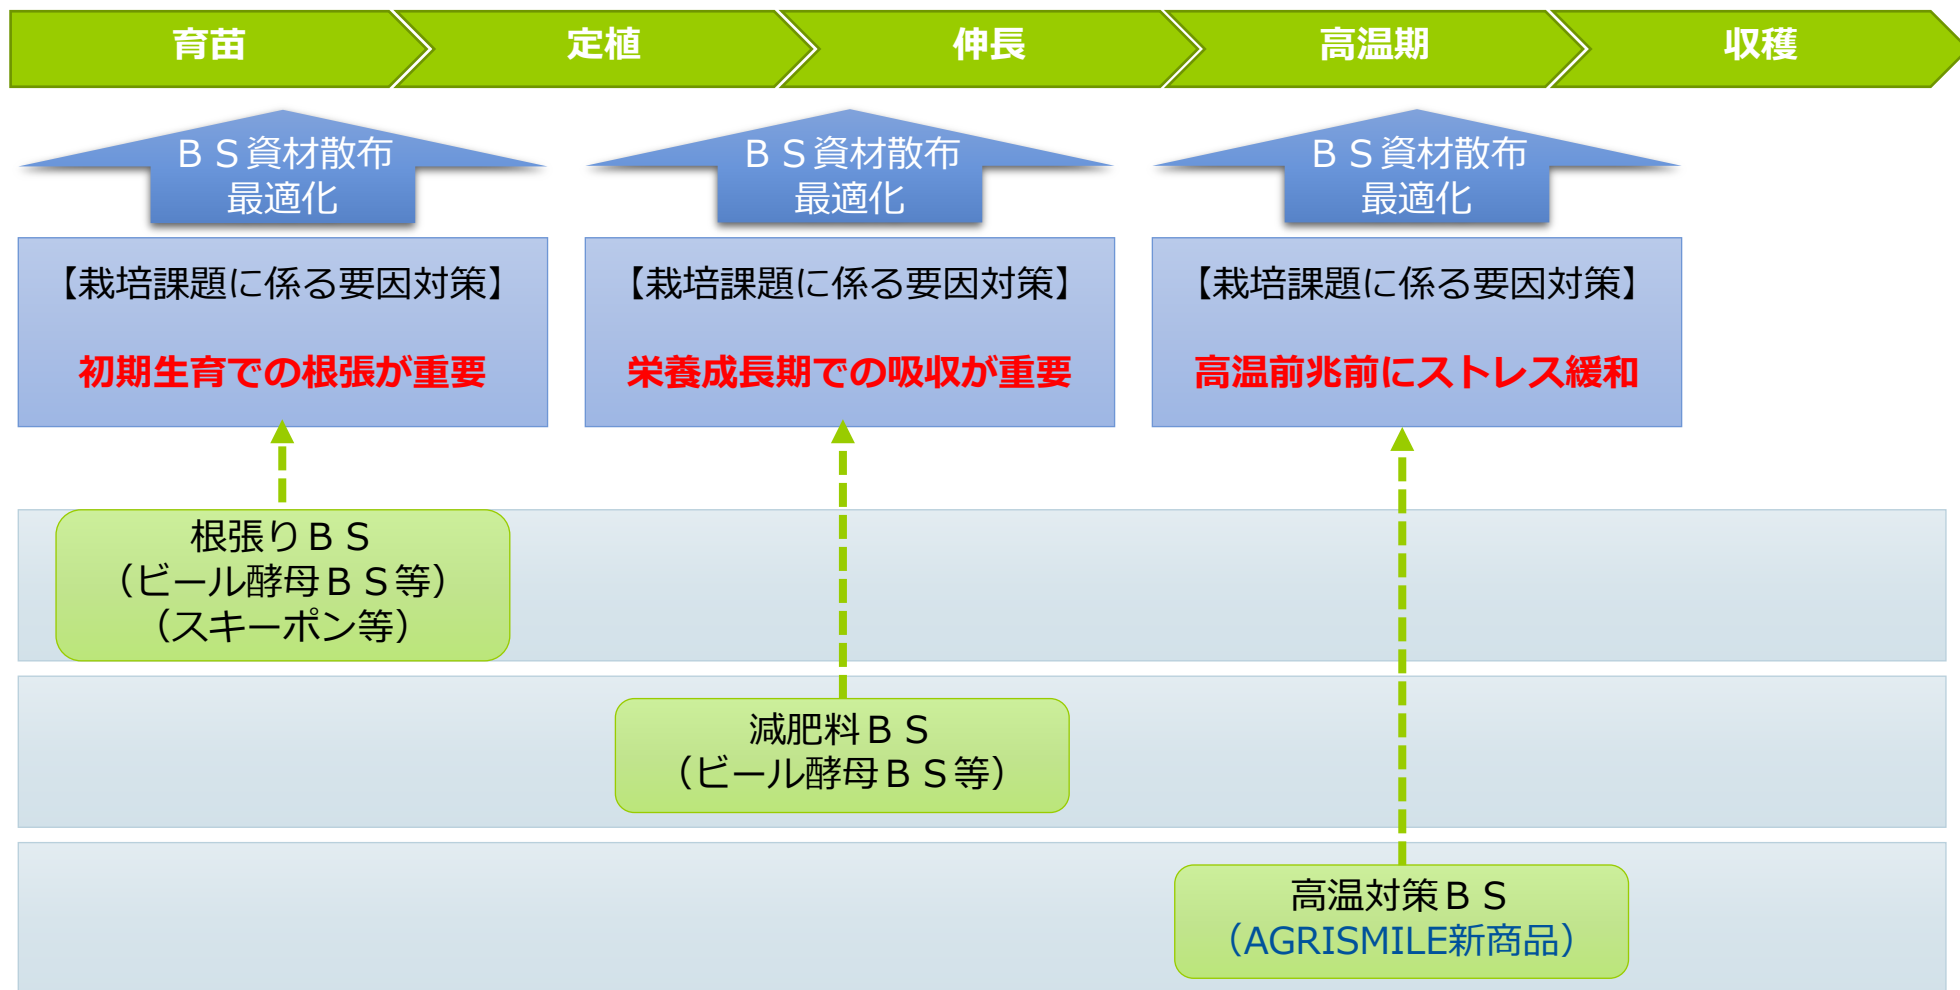 育苗
定植
伸長
高温期
収穫
ＢＳ資材散布
最適化
ＢＳ資材散布
最適化
ＢＳ資材散布
最適化
【栽培課題に係る要因対策】
初期生育での根張が重要
【栽培課題に係る要因対策】
栄養成長期での吸収が重要
【栽培課題に係る要因対策】
高温前兆前にストレス緩和
根張りＢＳ
（ビール酵母ＢＳ等）
（スキーポン等）
減肥料ＢＳ
（ビール酵母ＢＳ等）
高温対策ＢＳ
（AGRISMILE新商品）